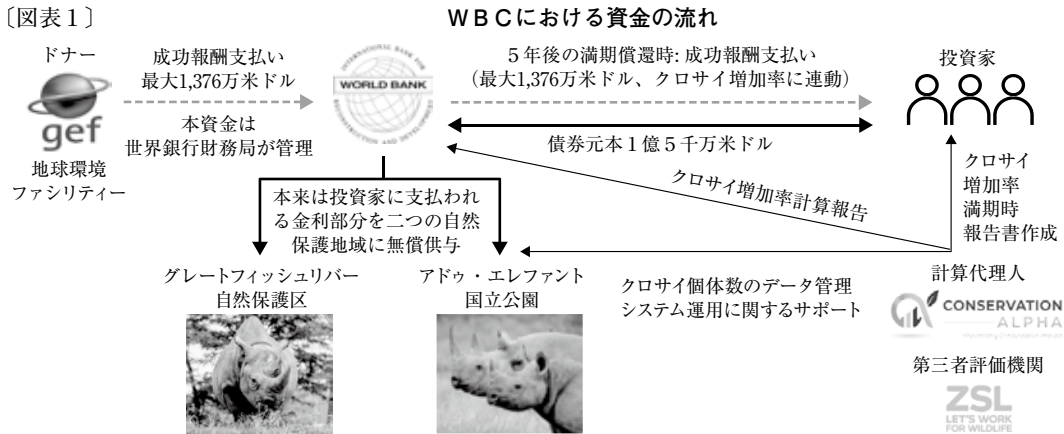 〔図表1〕
WBCにおける資金の流れ
ドナー
gef
地球環境
ファシリティー
成功報酬支払い
最大1,376万米ドル
本資金は
世界銀行財務局が管理
INTERNATIONAL BANK FOR
WORLD BANK
RECONSTRUCTION AND DEVELOPMENT
5年後の満期償還時: 成功報酬支払い
(最大1,376万米ドル、クロサイ増加率に連動)
債券元本1億5千万米ドル
投資家
クロサイ増加率計算報告
クロサイ
増加率
満期時
報告書作成
本来は投資家に支払われ
る金利部分を二つの自然
保護地域に無償供与
グレートフィッシュリバー
自然保護区
アドゥ・エレファント
国立公園
クロサイ個体数のデータ管理
システム運用に関するサポート
計算代理人
CONSERVATION
ALPHA
第三者評価機関
ZSL
LET'S WORK
FOR WILDLIFE